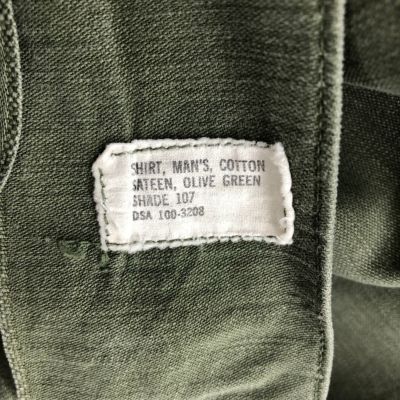 SHIRT, MAN'S, COTTON
SATEEN, OLIVE GREEN
SHADE 107
DSA 100-3208